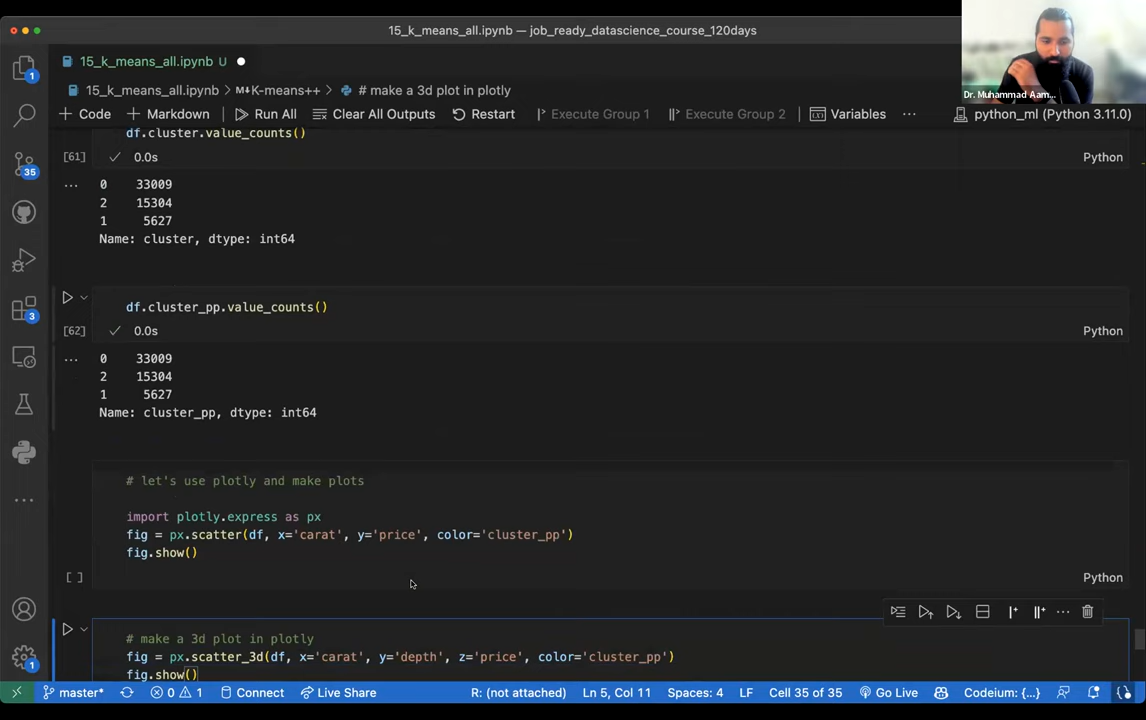 15_k_means_all.ipynb — job_ready_datascience_course_120days
15_k_means_all.ipynb U
15_k_means_all.ipynb > M↓K-means++ > # make a 3d plot in plotly
Dr. Muhammad Aam...
+ Code + Markdown Run All Clear All Outputs Restart Execute Group 1 Execute Group 2 Variables ... python_ml (Python 3.11.0)
df.cluster.value_counts()
[61] ✓ 0.0s Python
... 0 33009
2 15304
1 5627
Name: cluster, dtype: int64
df.cluster_pp.value_counts()
[62] ✓ 0.0s Python
... 0 33009
2 15304
1 5627
Name: cluster_pp, dtype: int64
# let's use plotly and make plots
import plotly.express as px
fig = px.scatter(df, x='carat', y='price', color='cluster_pp')
fig.show()
[ ] Python
# make a 3d plot in plotly
fig = px.scatter_3d(df, x='carat', y='depth', z='price', color='cluster_pp')
fig.show()
1
35
3
1
master* 0 1 Connect Live Share R: (not attached) Ln 5, Col 11 Spaces: 4 LF Cell 35 of 35 Go Live Codeium: {...}